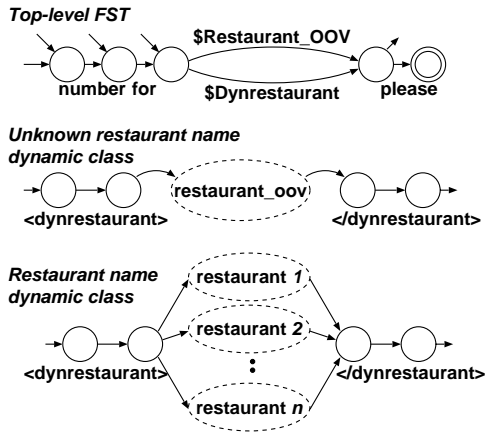 Top-level FST
$Restaurant_OOV
number for
$Dynrestaurant
please
Unknown restaurant name
dynamic class
restaurant_oov
<dynrestaurant>
</dynrestaurant>
Restaurant name
dynamic class
restaurant 1
restaurant 2
<dynrestaurant>
</dynrestaurant>
restaurant n